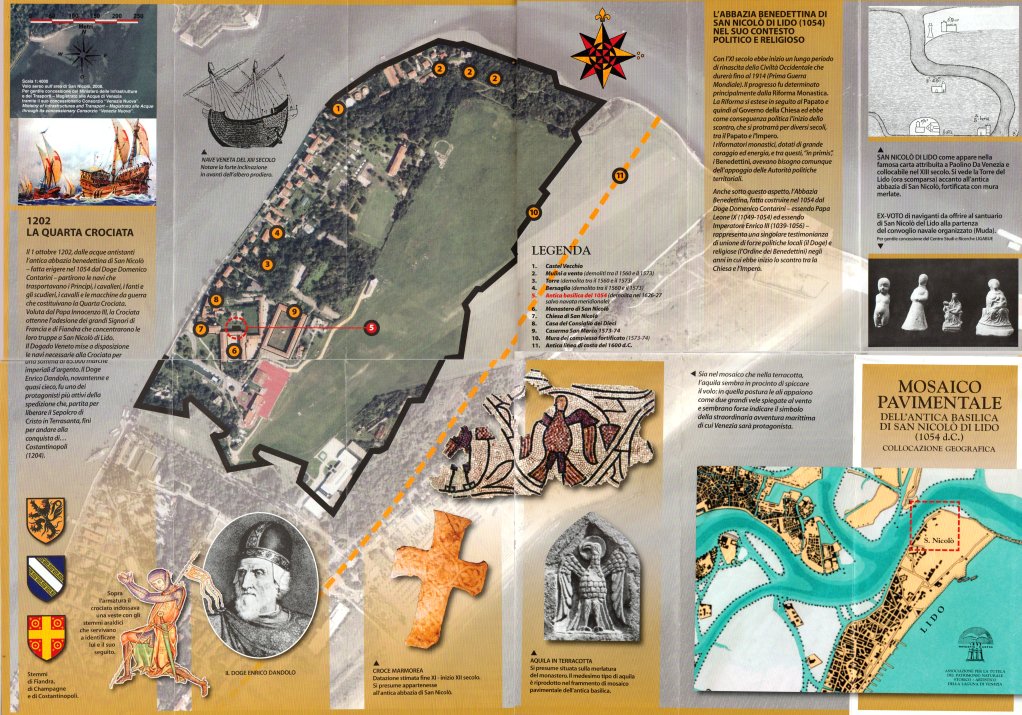 0 50 100 150 200 250
Metri
Scala 1:4000
Volo aereo sull'area di San Nicolò, 2008.
Per gentile concessione del Ministero delle Infrastrutture
e dei Trasporti – Magistrato alle Acque di Venezia
tramite il suo concessionario Consorzio "Venezia Nuova"
Ministry of Infrastructures and Transport – Magistrato alle Acque
through its concessionary Consorzio "Venezia Nuova"
1202
LA QUARTA CROCIATA
Il 1 ottobre 1202, dalle acque antistanti
l'antica abbazia benedettina di San Nicolò
– fatta erigere nel 1054 dal Doge Domenico
Contarini – partirono le navi che
trasportavano i Principi, i cavalieri, i fanti e
gli scudieri, i cavalli e le macchine da guerra
che costituivano la Quarta Crociata.
Voluta dal Papa Innocenzo III, la Crociata
ottenne l'adesione dei grandi Signori di
Francia e di Fiandra che concentrarono le
loro truppe a San Nicolò di Lido.
Il Dogado Veneto mise a disposizione
le navi necessarie alla Crociata per
una somma di 85.000 marche
imperiali d'argento. Il Doge
Enrico Dandolo, novantenne e
quasi cieco, fu uno dei
protagonisti più attivi della
spedizione che, partita per
liberare il Sepolcro di
Cristo in Terrasanta, finì
per andare alla
conquista di…
Costantinopoli
(1204).
Sopra
l'armatura il
crociato indossava
una veste con gli
stemmi araldici
che servivano
a identificare
lui e il suo
seguito.
Stemmi
di Fiandra,
di Champagne
e di Costantinopoli.
NAVE VENETA DEL XIII SECOLO
Notare la forte inclinazione
in avanti dell'albero prodiero.
1
2
2
2
4
3
8
9
7
5
6
10
11
LEGENDA
1. Castel Vecchio
2. Mulini a vento (demoliti tra il 1560 e il 1573)
3. Torre (demolita tra il 1560 e il 1573)
4. Bersaglio (demolito tra il 1560 e il 1573)
5. Antica basilica del 1054 (demolita nel 1626-27
salvo navata meridionale)
6. Monastero di San Nicolò
7. Chiesa di San Nicolò
8. Casa del Consiglio dei Dieci
9. Caserma San Marco 1573-74
10. Mura del complesso fortificato (1573-74)
11. Antica linea di costa del 1600 d.C.
IL DOGE ENRICO DANDOLO
CROCE MARMOREA
Datazione stimata fine XI - inizio XII secolo.
Si presume appartenesse
all'antica abbazia di San Nicolò.
AQUILA IN TERRACOTTA
Si presume situata sulla merlatura
del monastero. Il medesimo tipo di aquila
è riprodotto nel frammento di mosaico
pavimentale dell'antica basilica.
L'ABBAZIA BENEDETTINA DI
SAN NICOLÒ DI LIDO (1054)
NEL SUO CONTESTO
POLITICO E RELIGIOSO
Con l'XI secolo ebbe inizio un lungo periodo
di rinascita della Civiltà Occidentale che
durerà fino al 1914 (Prima Guerra
Mondiale). Il progresso fu determinato
principalmente dalla Riforma Monastica.
La Riforma si estese in seguito al Papato e
quindi al Governo della Chiesa ed ebbe
come conseguenza politica l'inizio dello
scontro, che si protrarrà per diversi secoli,
tra il Papato e l'Impero.
I riformatori monastici, dotati di grande
coraggio ed energia, e tra questi, "in primis",
i Benedettini, avevano bisogno comunque
dell'appoggio delle Autorità politiche
territoriali.
Anche sotto questo aspetto, l'Abbazia
Benedettina, fatta costruire nel 1054 dal
Doge Domenico Contarini – essendo Papa
Leone IX (1049-1054) ed essendo
Imperatore Enrico III (1039-1056) –
rappresenta una singolare testimonianza
di unione di forze politiche locali (il Doge) e
religiose (l'Ordine dei Benedettini) negli
anni in cui ebbe inizio lo scontro tra la
Chiesa e l'Impero.
Sia nel mosaico che nella terracotta,
l'aquila sembra in procinto di spiccare
il volo: in quella postura le ali appaiono
come due grandi vele spiegate al vento
e sembrano forse indicare il simbolo
della straordinaria avventura marittima
di cui Venezia sarà protagonista.
SAN NICOLÒ DI LIDO come appare nella
famosa carta attribuita a Paolino Da Venezia e
collocabile nel XIII secolo. Si vede la Torre del
Lido (ora scomparsa) accanto all'antica
abbazia di San Nicolò, fortificata con mura
merlate.
EX-VOTO di naviganti da offrire al santuario
di San Nicolò del Lido alla partenza
del convoglio navale organizzato (Muda).
Per gentile concessione del Centro Studi e Ricerche LIGABUE
MOSAICO
PAVIMENTALE
DELL'ANTICA BASILICA
DI SAN NICOLÒ DI LIDO
(1054 d.C.)
COLLOCAZIONE GEOGRAFICA
S. Nicolò
LIDO
ASSOCIAZIONE PER LA TUTELA
DEL PATRIMONIO NATURALE
STORICO – ARTISTICO
DELLA LAGUNA DI VENEZIA